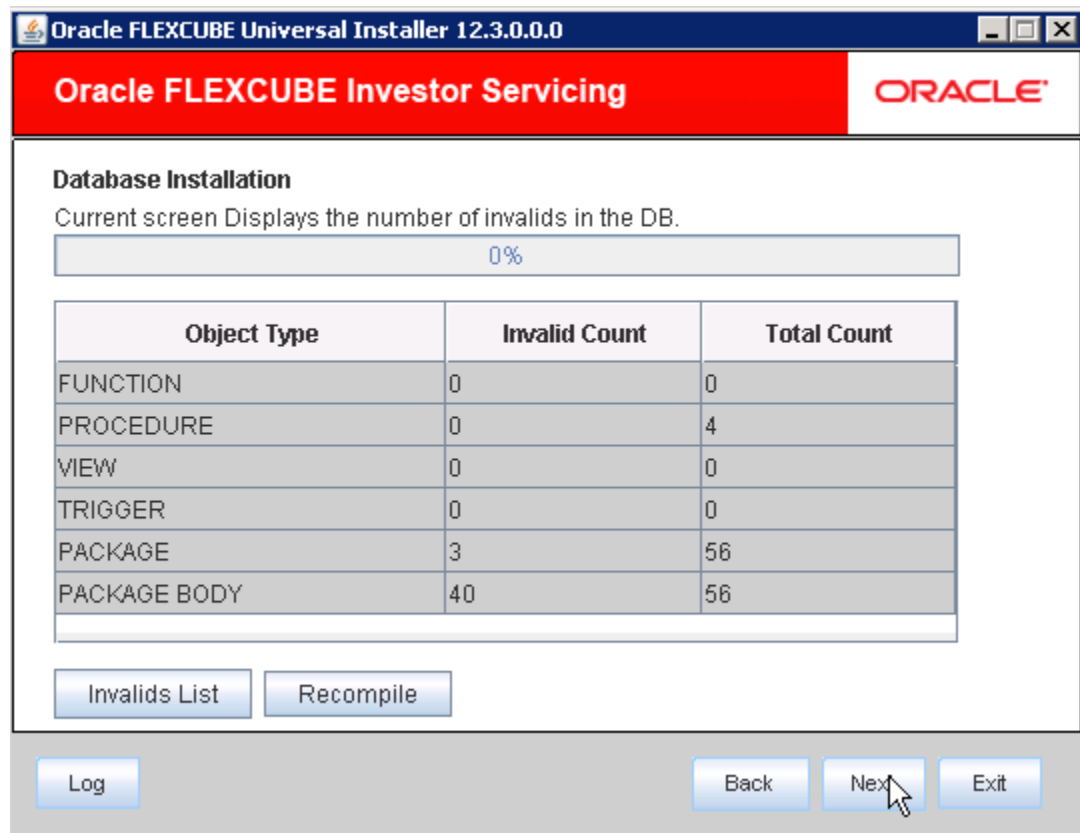 Oracle FLEXCUBE Universal Installer 12.3.0.0.0
Oracle FLEXCUBE Investor Servicing
ORACLE
Database Installation
Current screen Displays the number of invalids in the DB.
0%
Object Type Invalid Count Total Count
FUNCTION 0 0
PROCEDURE 0 4
VIEW 0 0
TRIGGER 0 0
PACKAGE 3 56
PACKAGE BODY 40 56
Invalids List Recompile
Log Back Next Exit